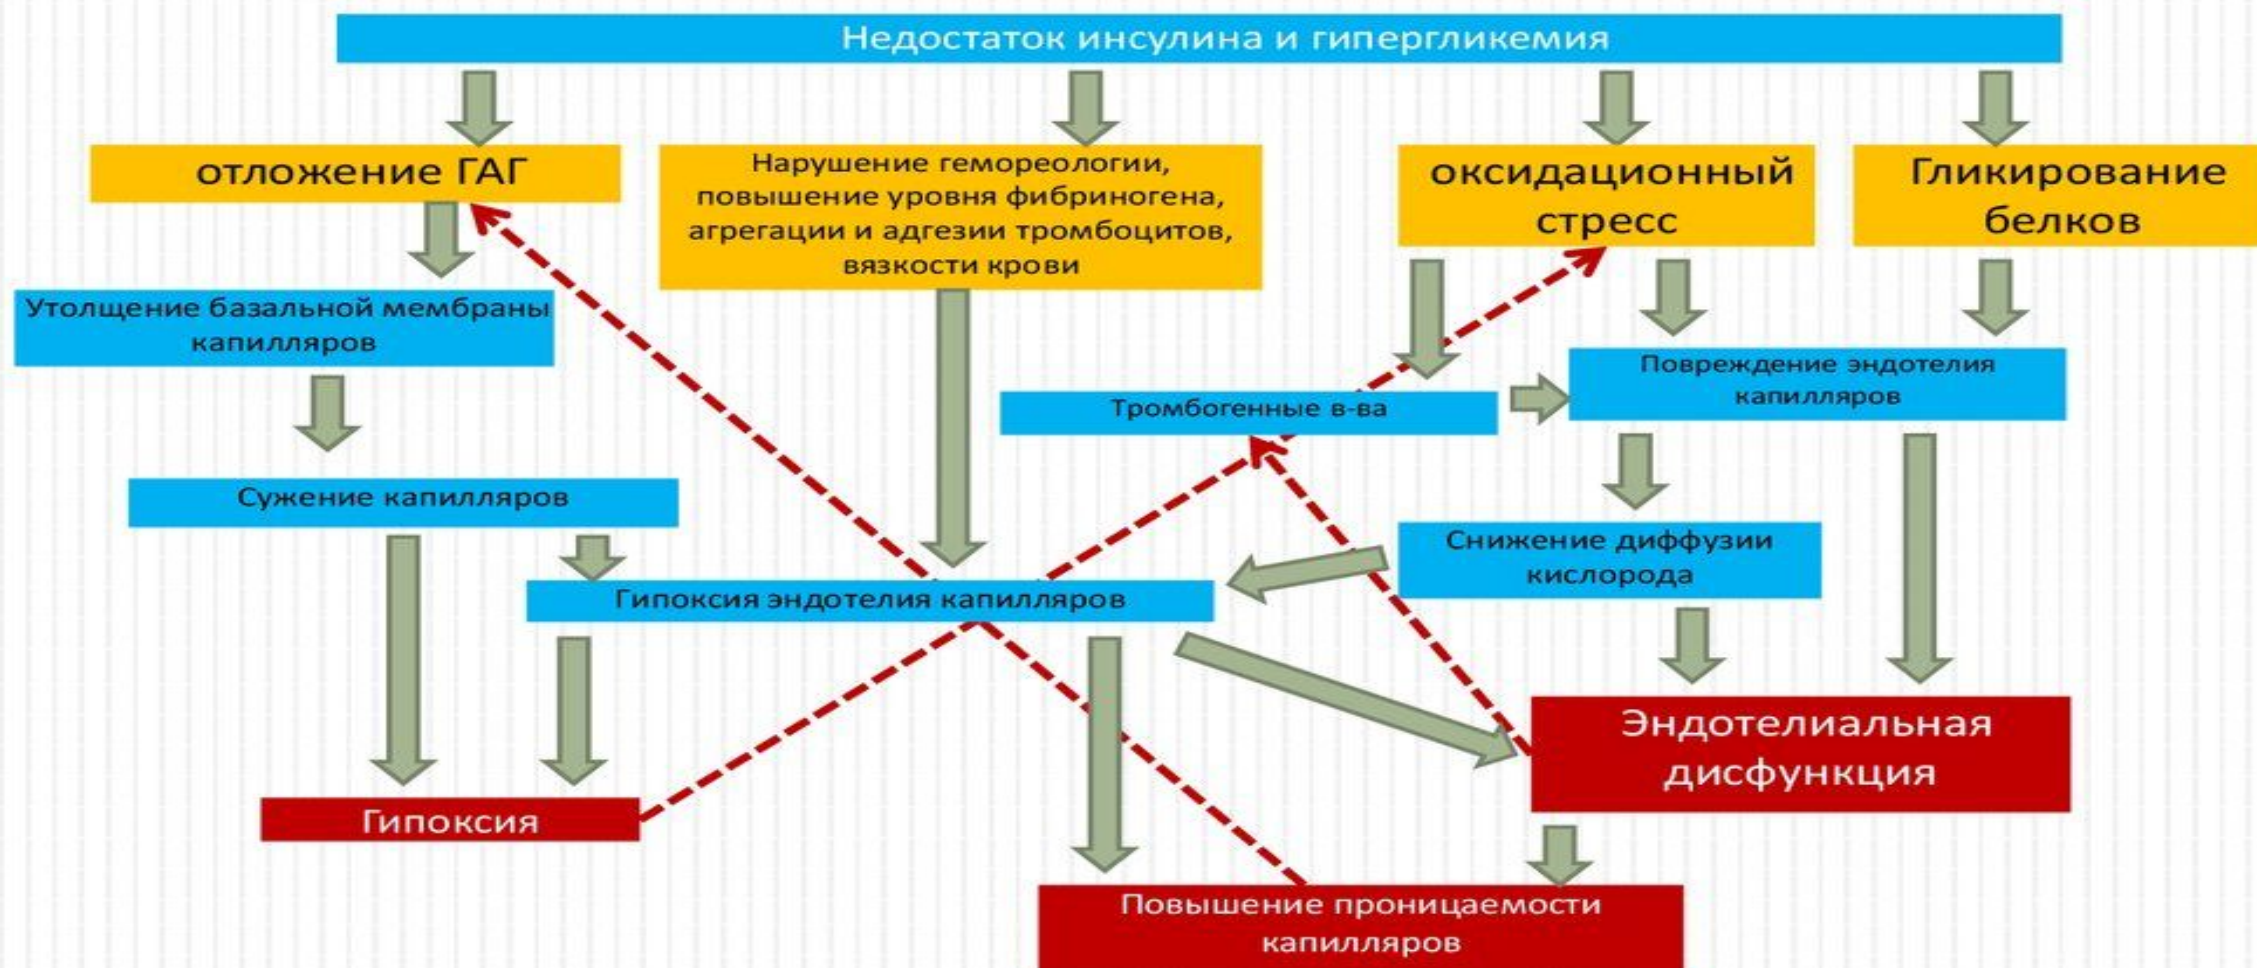 Недостаток инсулина и гипергликемия
отложение ГАГ
Нарушение гемореологии,
повышение уровня фибриногена,
агрегации и адгезии тромбоцитов,
вязкости крови
оксидационный
стресс
Гликирование
белков
Утолщение базальной мембраны
капилляров
Тромбогенные в-ва
Повреждение эндотелия
капилляров
Сужение капилляров
Снижение диффузии
кислорода
Гипоксия эндотелия капилляров
Эндотелиальная
дисфункция
Гипоксия
Повышение проницаемости
капилляров